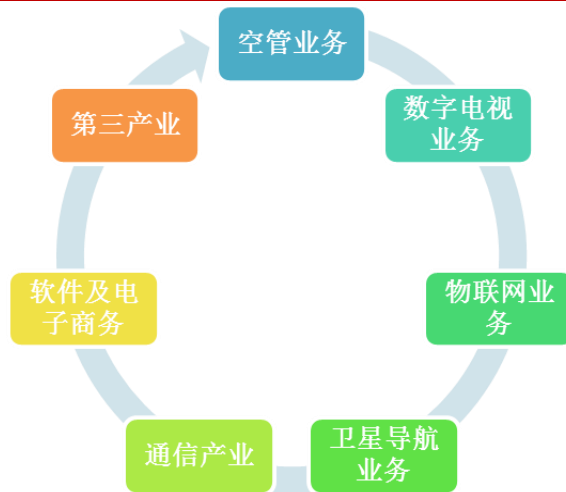 空管业务
数字电视
业务
物联网业
务
卫星导航
业务
通信产业
软件及电
子商务
第三产业